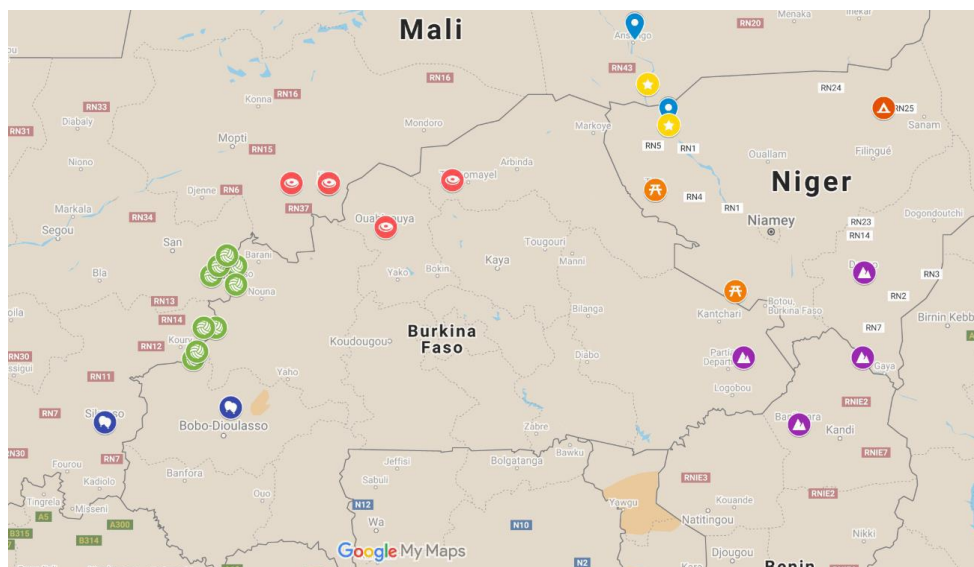 Menaka
Inekar
RN20
Mali
RN43
RN16
RN24
Konna
RN16
RN33
RN25
Diabaly
Mondoro
Markoye
Sanam
RN31
Mopti
RN5
RN1
Niono
RN15
Arbinda
Ouallam
Filingué
Djenne
RN6
Niger
Markala
RN37
RN4
RN1
RN34
Dogondoutchi
Segou
Niamey
RN23
San
RN14
Barani
Tougouri
Bla
Yako
Bokin
Kaya
Manni
RN3
Nouna
RN13
RN2
Botou,
Burkina Faso
Bilanga
Kantchari
RN14
Birnin Kebb
RN7
Burkina
Faso
Koudougou
RN12
Diabo
Gaya
RN11
Yaho
Logobou
RN7
RNIE2
Bobo-Dioulasso
Zabre
Kandi
RN30
Bawku
RNIE7
RN7
Jeffisi
Bolgatanga
Fourou
Banfora
Sabuli
RNIE3
Kadiolo
Ouo
RNIE2
Tingrela
N12
Yawgu
Kouande
Misseni
A5
Wa
Natitingou
A300
N10
B315
B314
Nikki
Google My Maps
Djougou
N2
Benin